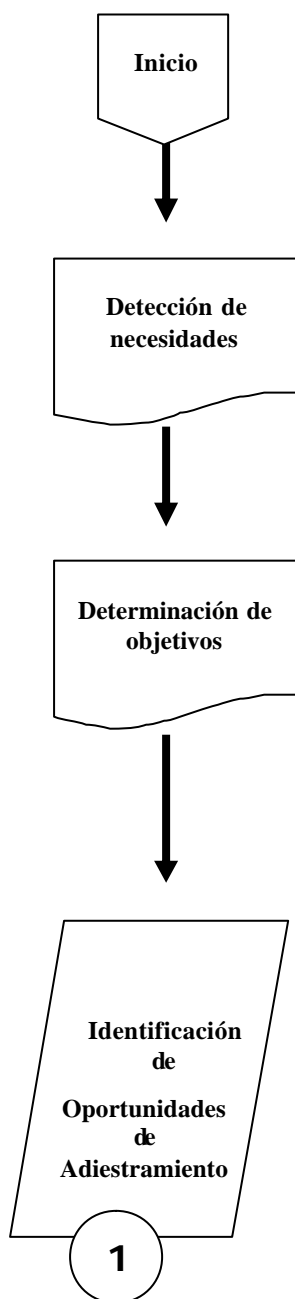 Inicio
Detección de
necesidades
Determinación de
objetivos
Identificación
de
Oportunidades
de
Adiestramiento
1